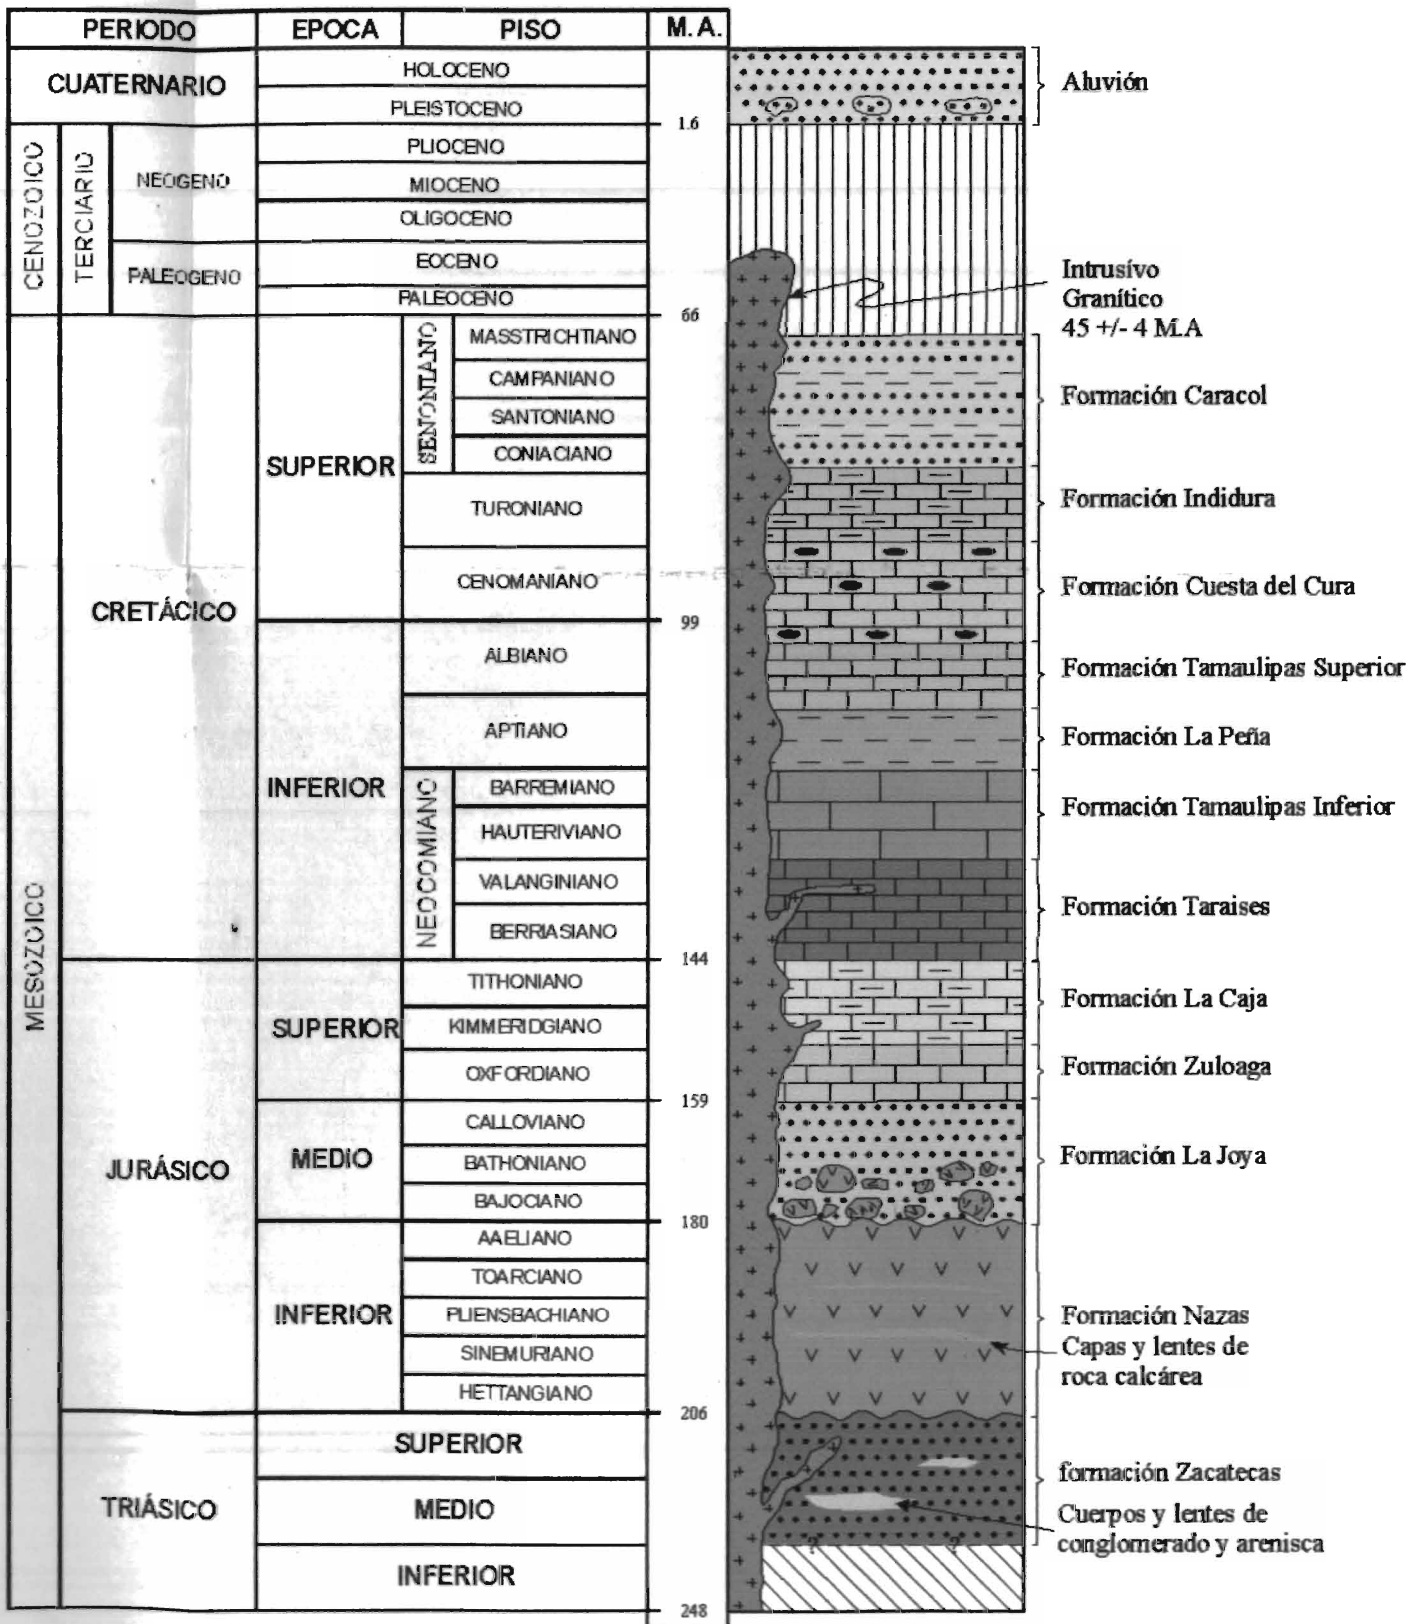 PERIODO EPOCA PISO M. A.
CUATERNARIO
HOLOCENO
PLEISTOCENO
1.6
CENOZOICO
TERCIARIO
NEOGENO
PLIOCENO
MIOCENO
OLIGOCENO
PALEOGENO
EOCENO
PALEOCENO
66
MESOZOICO
CRETÁCICO
SUPERIOR
SENONIANO
MASSTRICHTIANO
CAMPANIANO
SANTONIANO
CONIACIANO
TURONIANO
CENOMANIANO
99
INFERIOR
ALBIANO
APTIANO
NEOCOMIANO
BARREMIANO
HAUTERIVIANO
VALANGINIANO
BERRIASIANO
144
JURÁSICO
SUPERIOR
TITHONIANO
KIMMERIDGIANO
OXFORDIANO
159
MEDIO
CALLOVIANO
BATHONIANO
BAJOCIANO
180
INFERIOR
AAELIANO
TOARCIANO
PLIENSBACHIANO
SINEMURIANO
HETTANGIANO
206
TRIÁSICO
SUPERIOR
MEDIO
INFERIOR
248
Aluvión
Intrusívo
Granítico
45 +/- 4 M.A
Formación Caracol
Formación Indidura
Formación Cuesta del Cura
Formación Tamaulipas Superior
Formación La Peña
Formación Tamaulipas Inferior
Formación Taraises
Formación La Caja
Formación Zuloaga
Formación La Joya
Formación Nazas
Capas y lentes de
roca calcárea
formación Zacatecas
Cuerpos y lentes de
conglomerado y arenisca
? ?